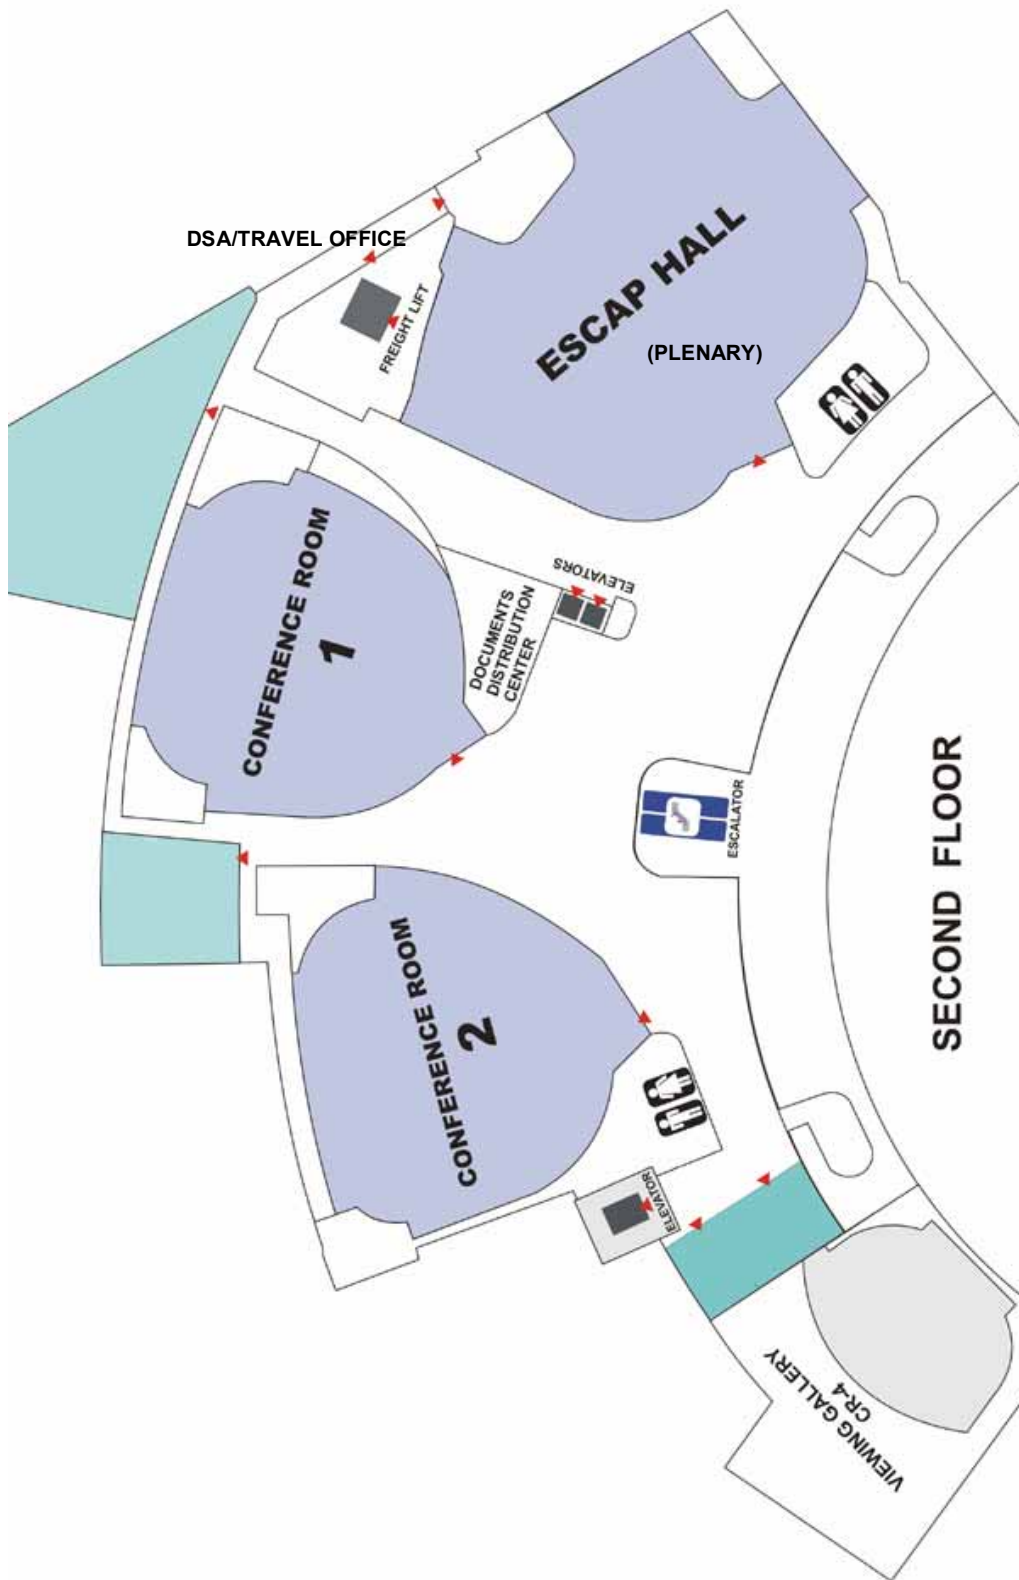 DSA/TRAVEL OFFICE
FREIGHT LIFT
ESCAP HALL
(PLENARY)
CONFERENCE ROOM
1
ELEVATORS
DOCUMENTS
DISTRIBUTION
CENTER
ESCALATOR
SECOND FLOOR
CONFERENCE ROOM
2
ELEVATOR
VIEWING GALLERY
CR-4